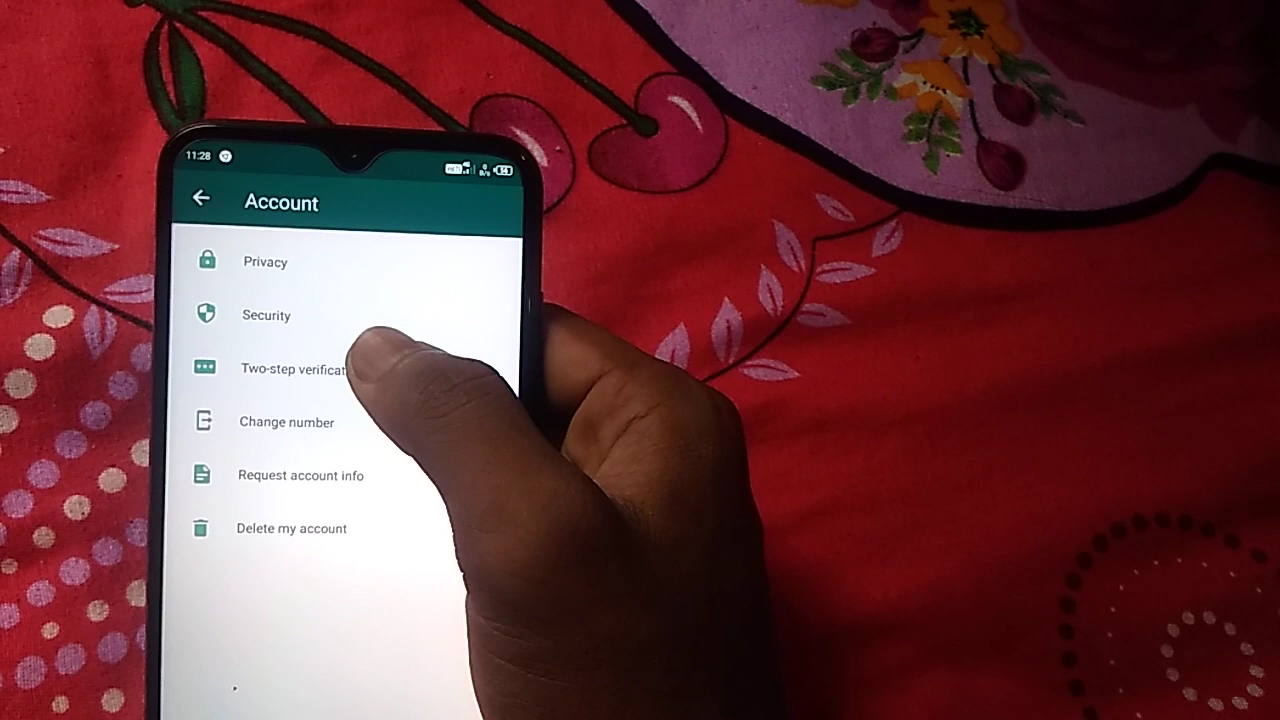 11:28
Account
Privacy
Security
Two-step verificat
Change number
Request account info
Delete my account